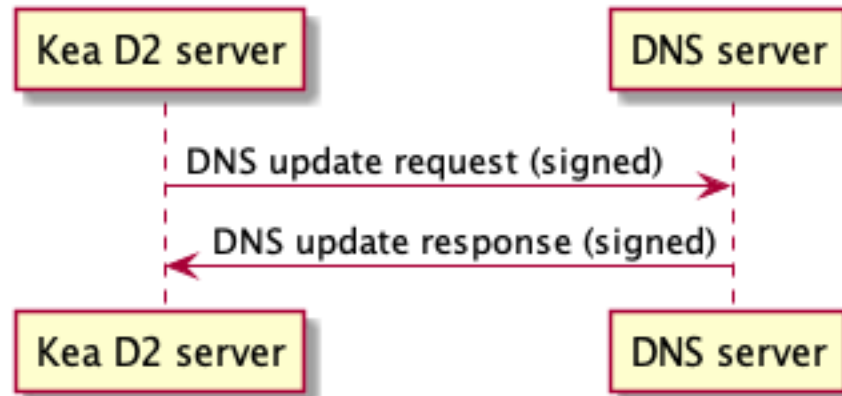 Kea D2 server
DNS server
DNS update request (signed)
DNS update response (signed)
Kea D2 server
DNS server